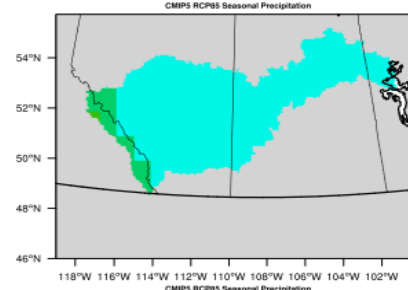 CMIP5 RCP85 Seasonal Precipitation
54°N
52°N
50°N
48°N
46°N
118°W 116°W 114°W 112°W 110°W 108°W 106°W 104°W 102°W
CMIP5 RCP85 Seasonal Precipitation